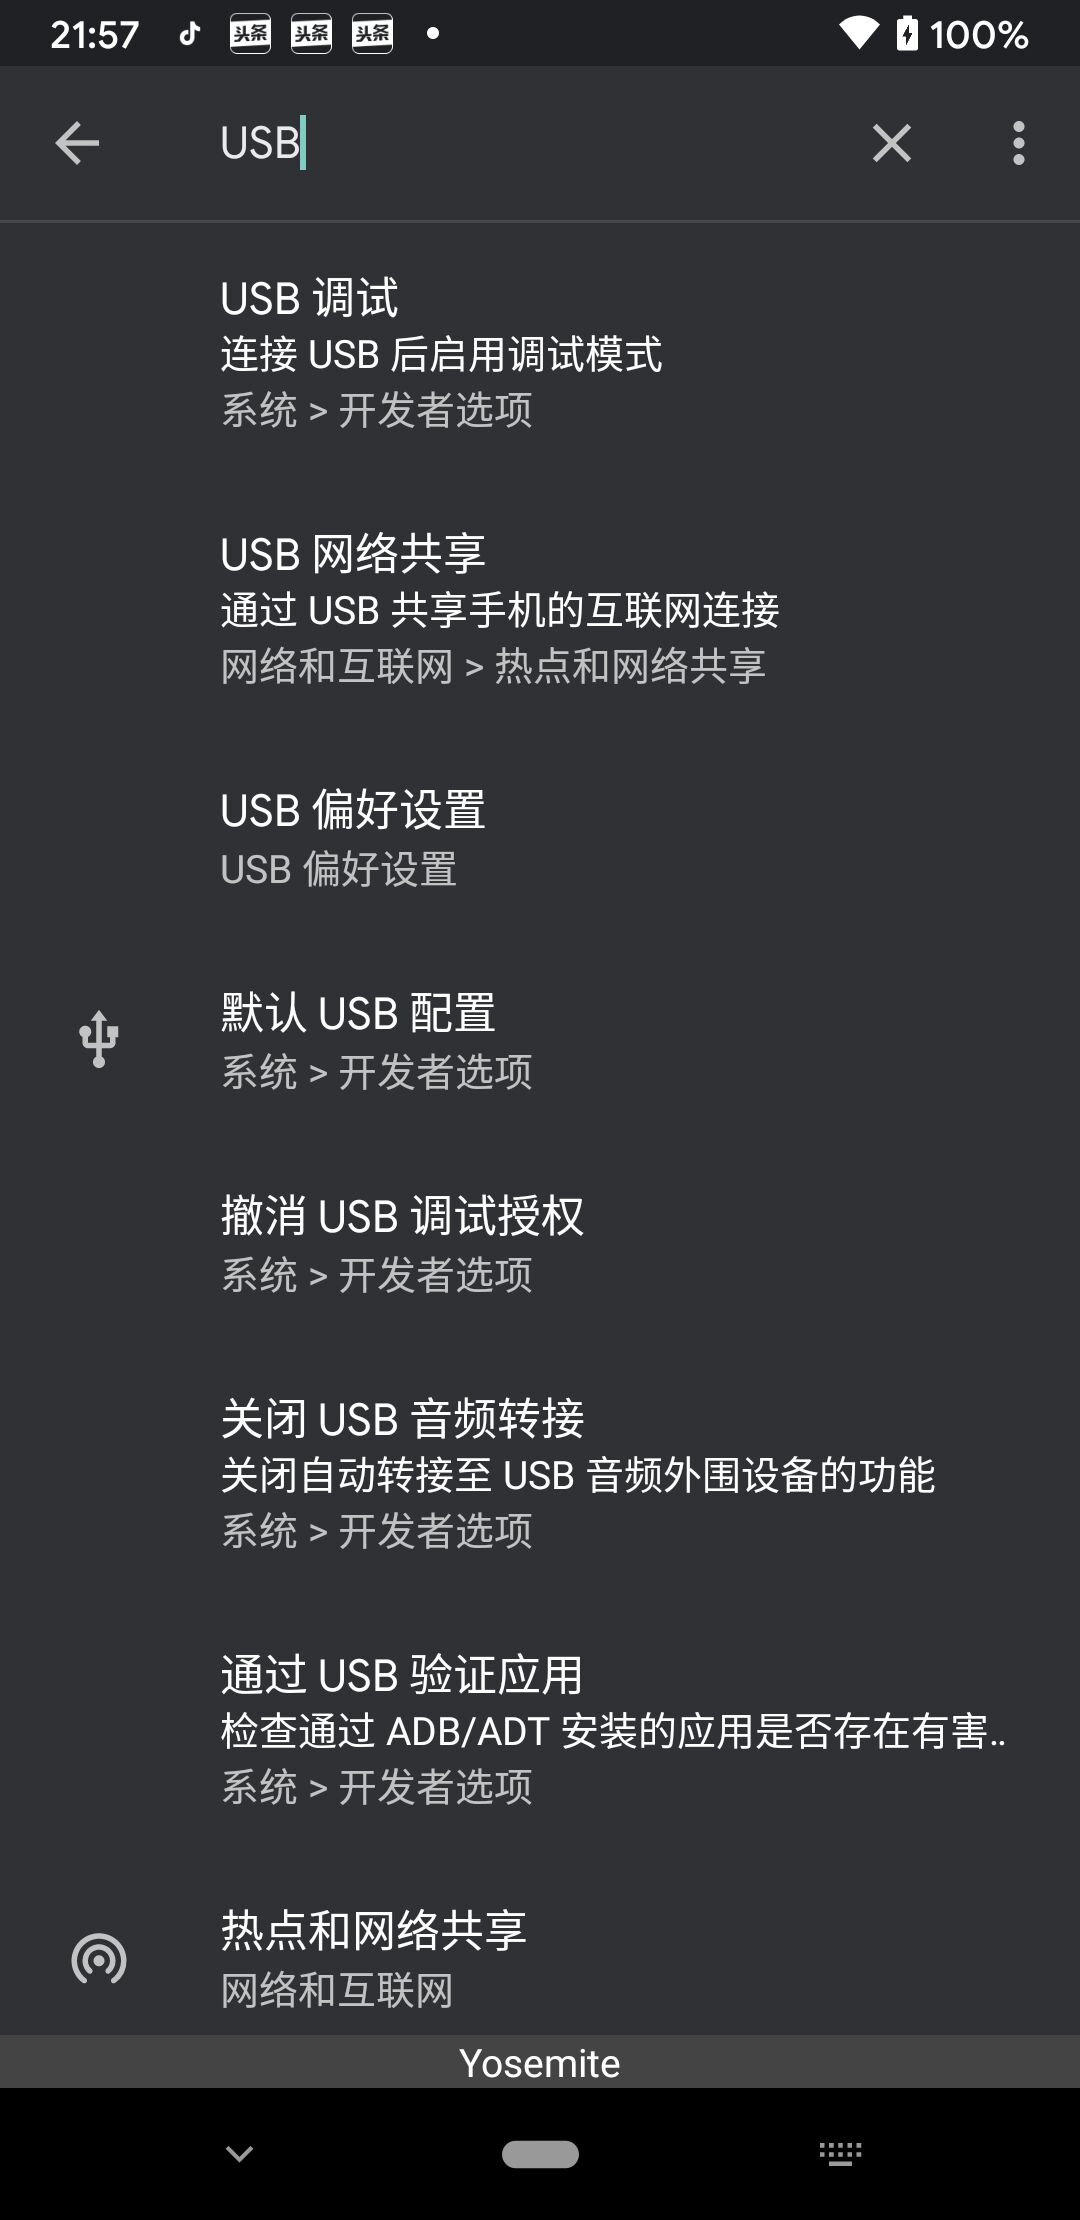 21:57 头条 头条 头条 100%
USB
USB 调试
连接 USB 后启用调试模式
系统 > 开发者选项
USB 网络共享
通过 USB 共享手机的互联网连接
网络和互联网 > 热点和网络共享
USB 偏好设置
USB 偏好设置
默认 USB 配置
系统 > 开发者选项
撤消 USB 调试授权
系统 > 开发者选项
关闭 USB 音频转接
关闭自动转接至 USB 音频外围设备的功能
系统 > 开发者选项
通过 USB 验证应用
检查通过 ADB/ADT 安装的应用是否存在有害..
系统 > 开发者选项
热点和网络共享
网络和互联网
Yosemite